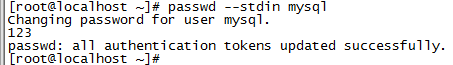 [root@localhost ~]# passwd --stdin mysql
Changing password for user mysql.
123
passwd: all authentication tokens updated successfully.
[root@localhost ~]#